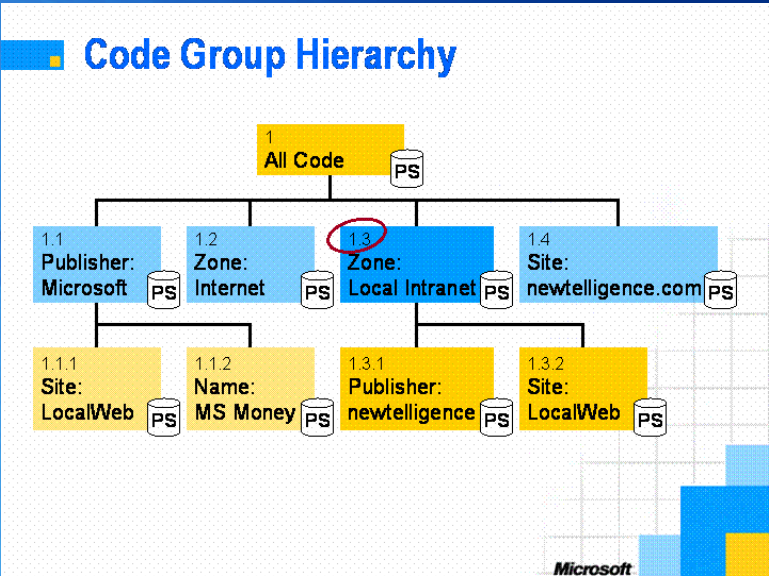 Code Group Hierarchy
1
All Code
PS
1.1
Publisher:
Microsoft
PS
1.2
Zone:
Internet
PS
1.3
Zone:
Local Intranet
PS
1.4
Site:
newtelligence.com
PS
1.1.1
Site:
LocalWeb
PS
1.1.2
Name:
MS Money
PS
1.3.1
Publisher:
newtelligence
PS
1.3.2
Site:
LocalWeb
PS
Microsoft